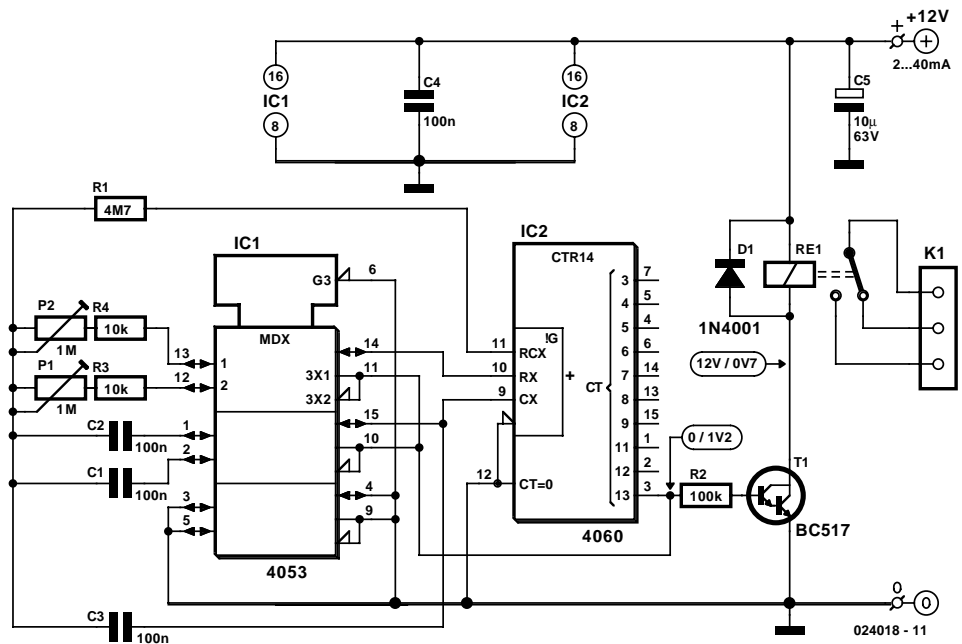 + +12V
+
2...40mA
16
IC1
8
C4
100n
16
IC2
8
C5
10μ
63V
R1
4M7
IC1
G3
6
MDX
P2
R4
10k
1M
P1
R3
10k
1M
13
1
12
2
14
3X1
11
3X2
15
C2
100n
1
C1
100n
2
10
3
4
5
9
4053
C3
100n
IC2
CTR14
!G
11
RCX
10
RX
9
CX
+
12
CT=0
CT
3
7
4
5
5
4
6
6
7
14
8
13
9
15
11
1
12
2
13
3
4060
D1
1N4001
RE1
12V / 0V7
K1
0 / 1V2
R2
100k
T1
BC517
0
0
024018 - 11